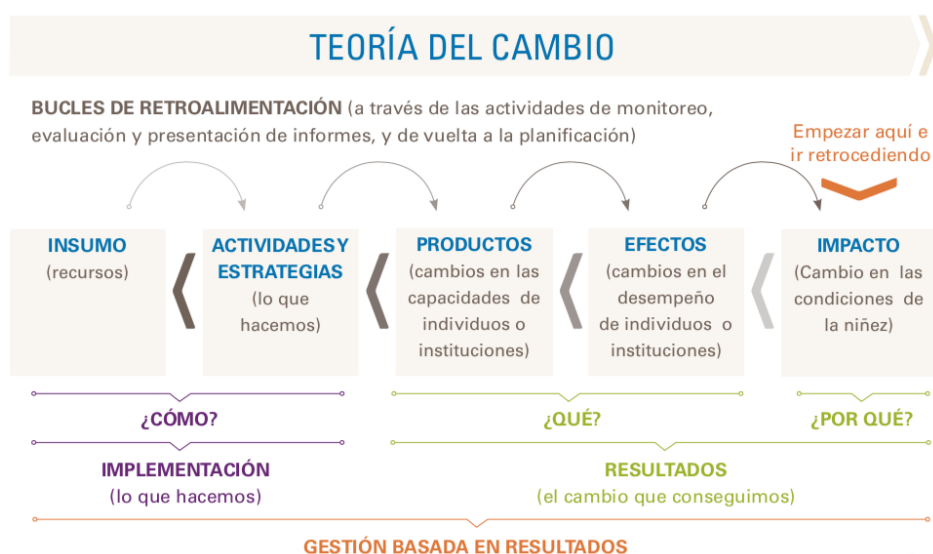 TEORÍA DEL CAMBIO
BUCLES DE RETROALIMENTACIÓN (a través de las actividades de monitoreo,
evaluación y presentación de informes, y de vuelta a la planificación)
Empezar aquí e
ir retrocediendo
INSUMO
(recursos)
ACTIVIDADES Y
ESTRATEGIAS
(lo que
hacemos)
PRODUCTOS
(cambios en las
capacidades de
individuos o
instituciones)
EFECTOS
(cambios en el
desempeño
de individuos o
instituciones)
IMPACTO
(Cambio en las
condiciones de
la niñez)
¿CÓMO?
¿QUÉ?
¿POR QUÉ?
IMPLEMENTACIÓN
(lo que hacemos)
RESULTADOS
(el cambio que conseguimos)
GESTIÓN BASADA EN RESULTADOS